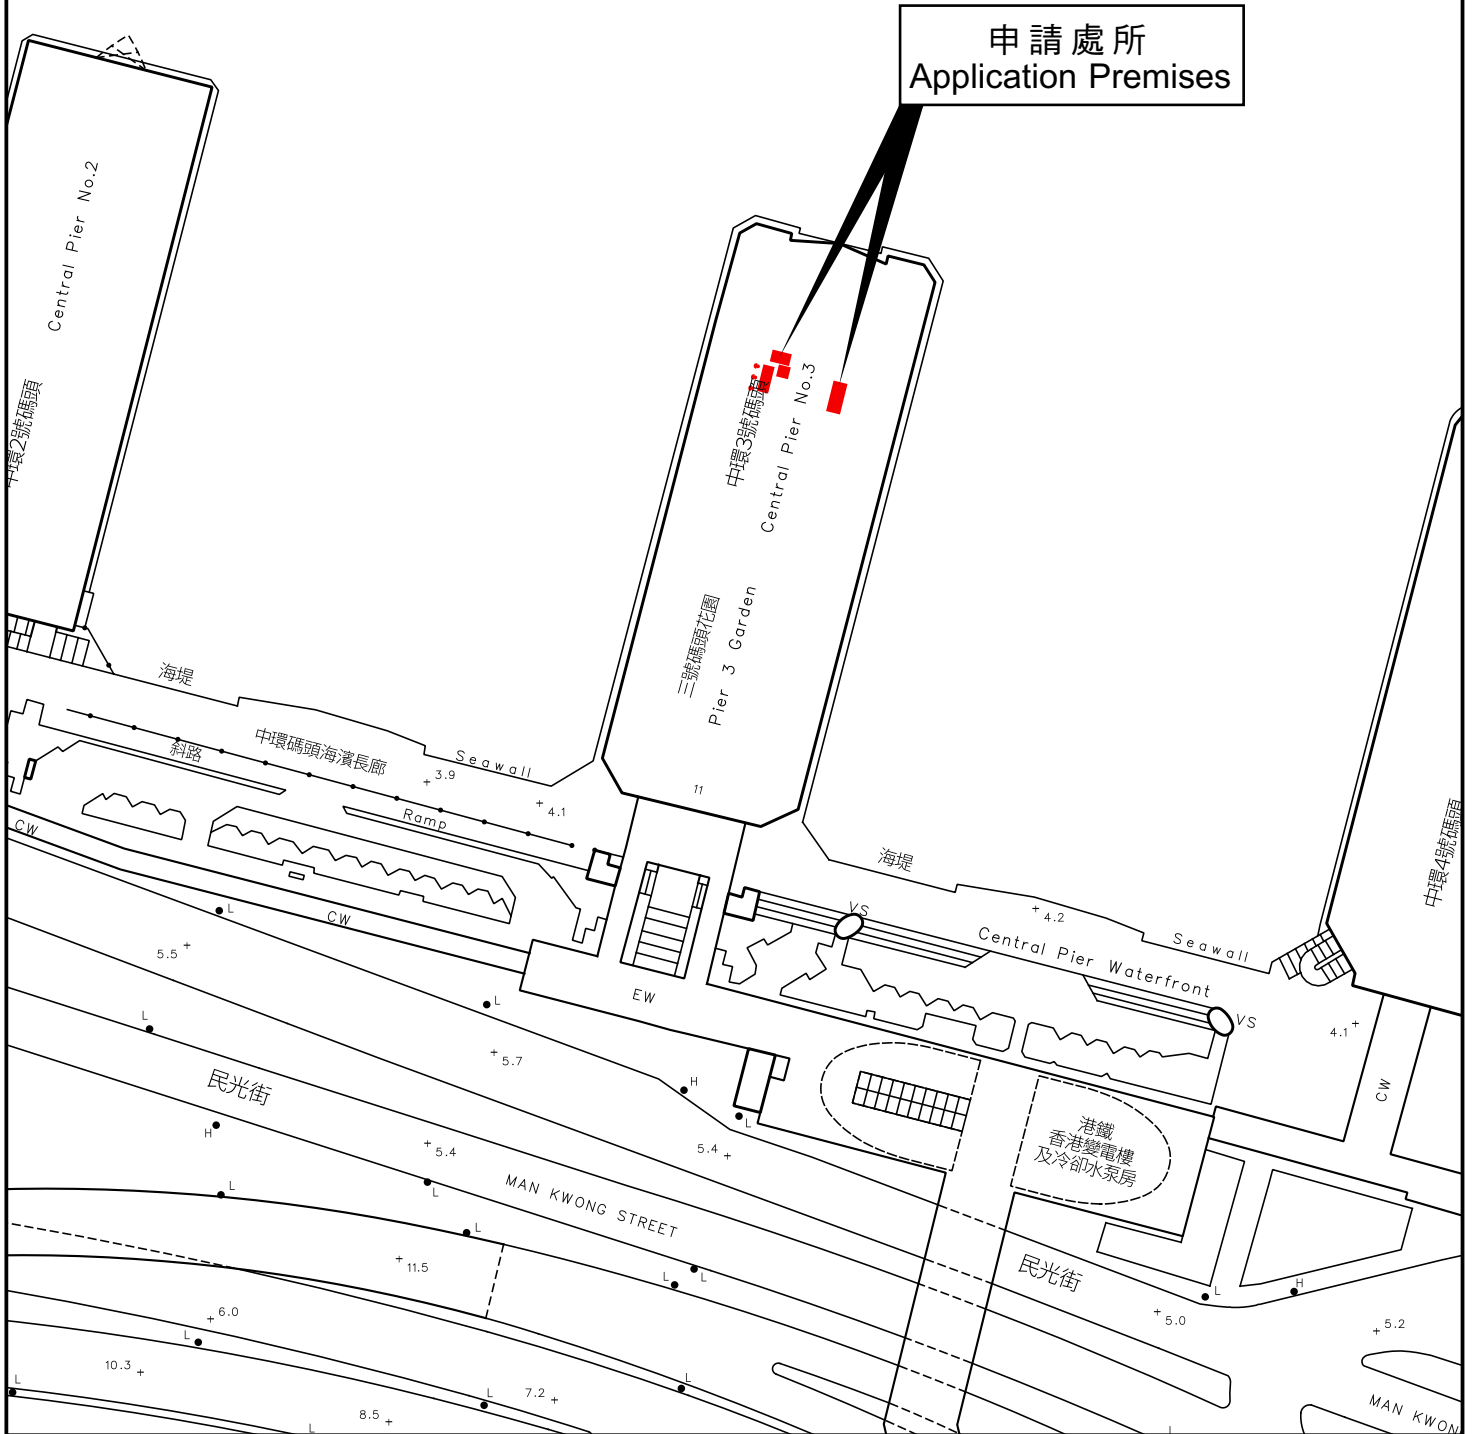 申請處所
Application Premises
Central Pier No.2
中環2號碼頭
中環3號碼頭
Central Pier No.3
三號碼頭花園
Pier 3 Garden
11
海堤
中環碼頭海濱長廊
斜路
Seawall
3.9
4.1
Ramp
CW
CW
L
5.5
海堤
VS
4.2
Central Pier Waterfront
Seawall
VS
4.1
中環4號碼頭
CW
EW
L
L
5.7
H
L
民光街
H
5.4
5.4
港鐵
香港變電樓
及冷卻水泵房
L
L
MAN KWONG STREET
L
11.5
L
L
民光街
L
H
5.0
5.2
6.0
L
10.3
L
L
7.2
L
8.5
L
L
MAN KWON